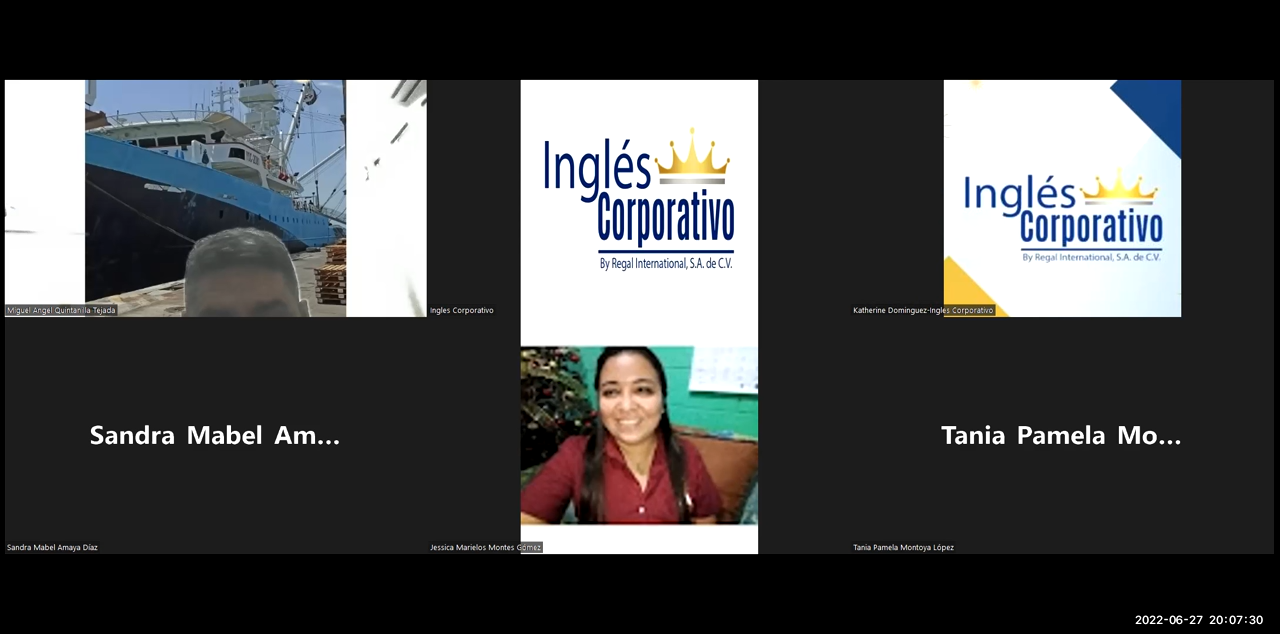 Inglés
Corporativo
By Regal International, S.A. de C.V.
Inglés
Corporativo
By Regal International, S.A. de C.V.
Miguel Angel Quintanilla Tejada
Ingles Corporativo
Katherine Dominguez-Ingles Corporativo
Sandra Mabel Am...
Tania Pamela Mo...
Sandra Mabel Amaya Díaz
Jessica Marielos Montes Gómez
Tania Pamela Montoya López
2022-06-27 20:07:30